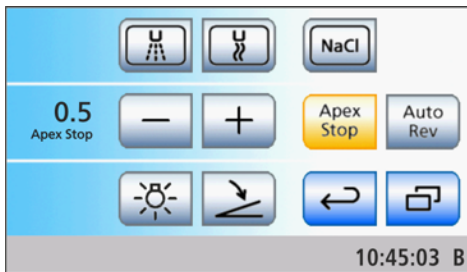 NaCl
0.5
Apex Stop
− +
Apex
Stop
Auto
Rev
10:45:03 B